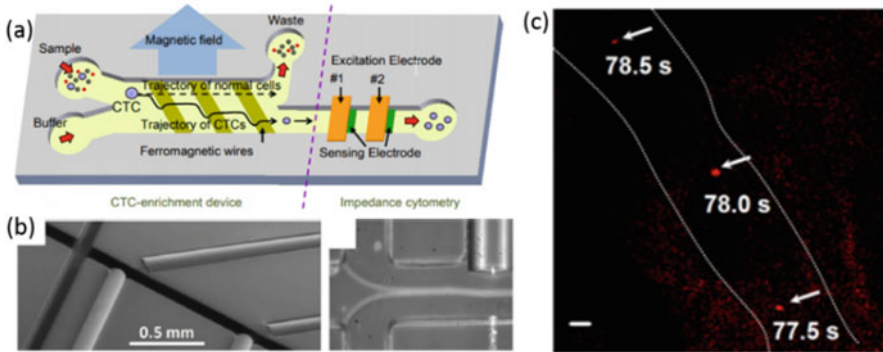 (a)
Magnetic field
Waste
Sample
Excitation Electrode
#1
#2
Trajectory of normal cells
CTC
Buffer
Trajectory of CTCs
Ferromagnetic wires
Sensing Electrode
CTC-enrichment device
Impedance cytometry
(b)
0.5 mm
(c)
78.5 s
78.0 s
77.5 s